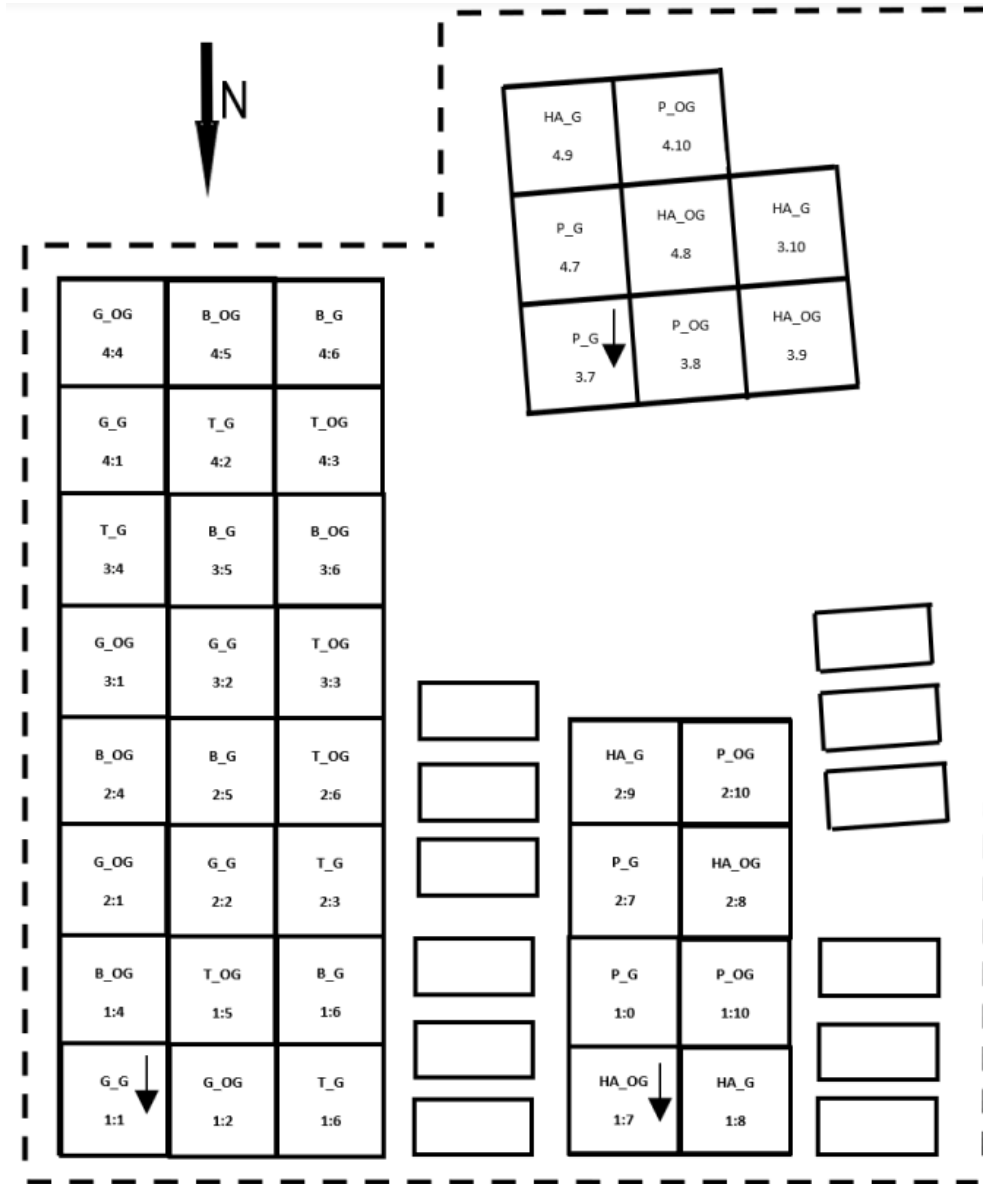 N
HA_G
4.9
P_OG
4.10
P_G
4.7
HA_OG
4.8
HA_G
3.10
P_G
3.7
P_OG
3.8
HA_OG
3.9
G_OG
4:4
B_OG
4:5
B_G
4:6
G_G
4:1
T_G
4:2
T_OG
4:3
T_G
3:4
B_G
3:5
B_OG
3:6
G_OG
3:1
G_G
3:2
T_OG
3:3
B_OG
2:4
B_G
2:5
T_OG
2:6
G_OG
2:1
G_G
2:2
T_G
2:3
B_OG
1:4
T_OG
1:5
B_G
1:6
G_G
1:1
G_OG
1:2
T_G
1:6
HA_G
2:9
P_OG
2:10
P_G
2:7
HA_OG
2:8
P_G
1:0
P_OG
1:10
HA_OG
1:7
HA_G
1:8